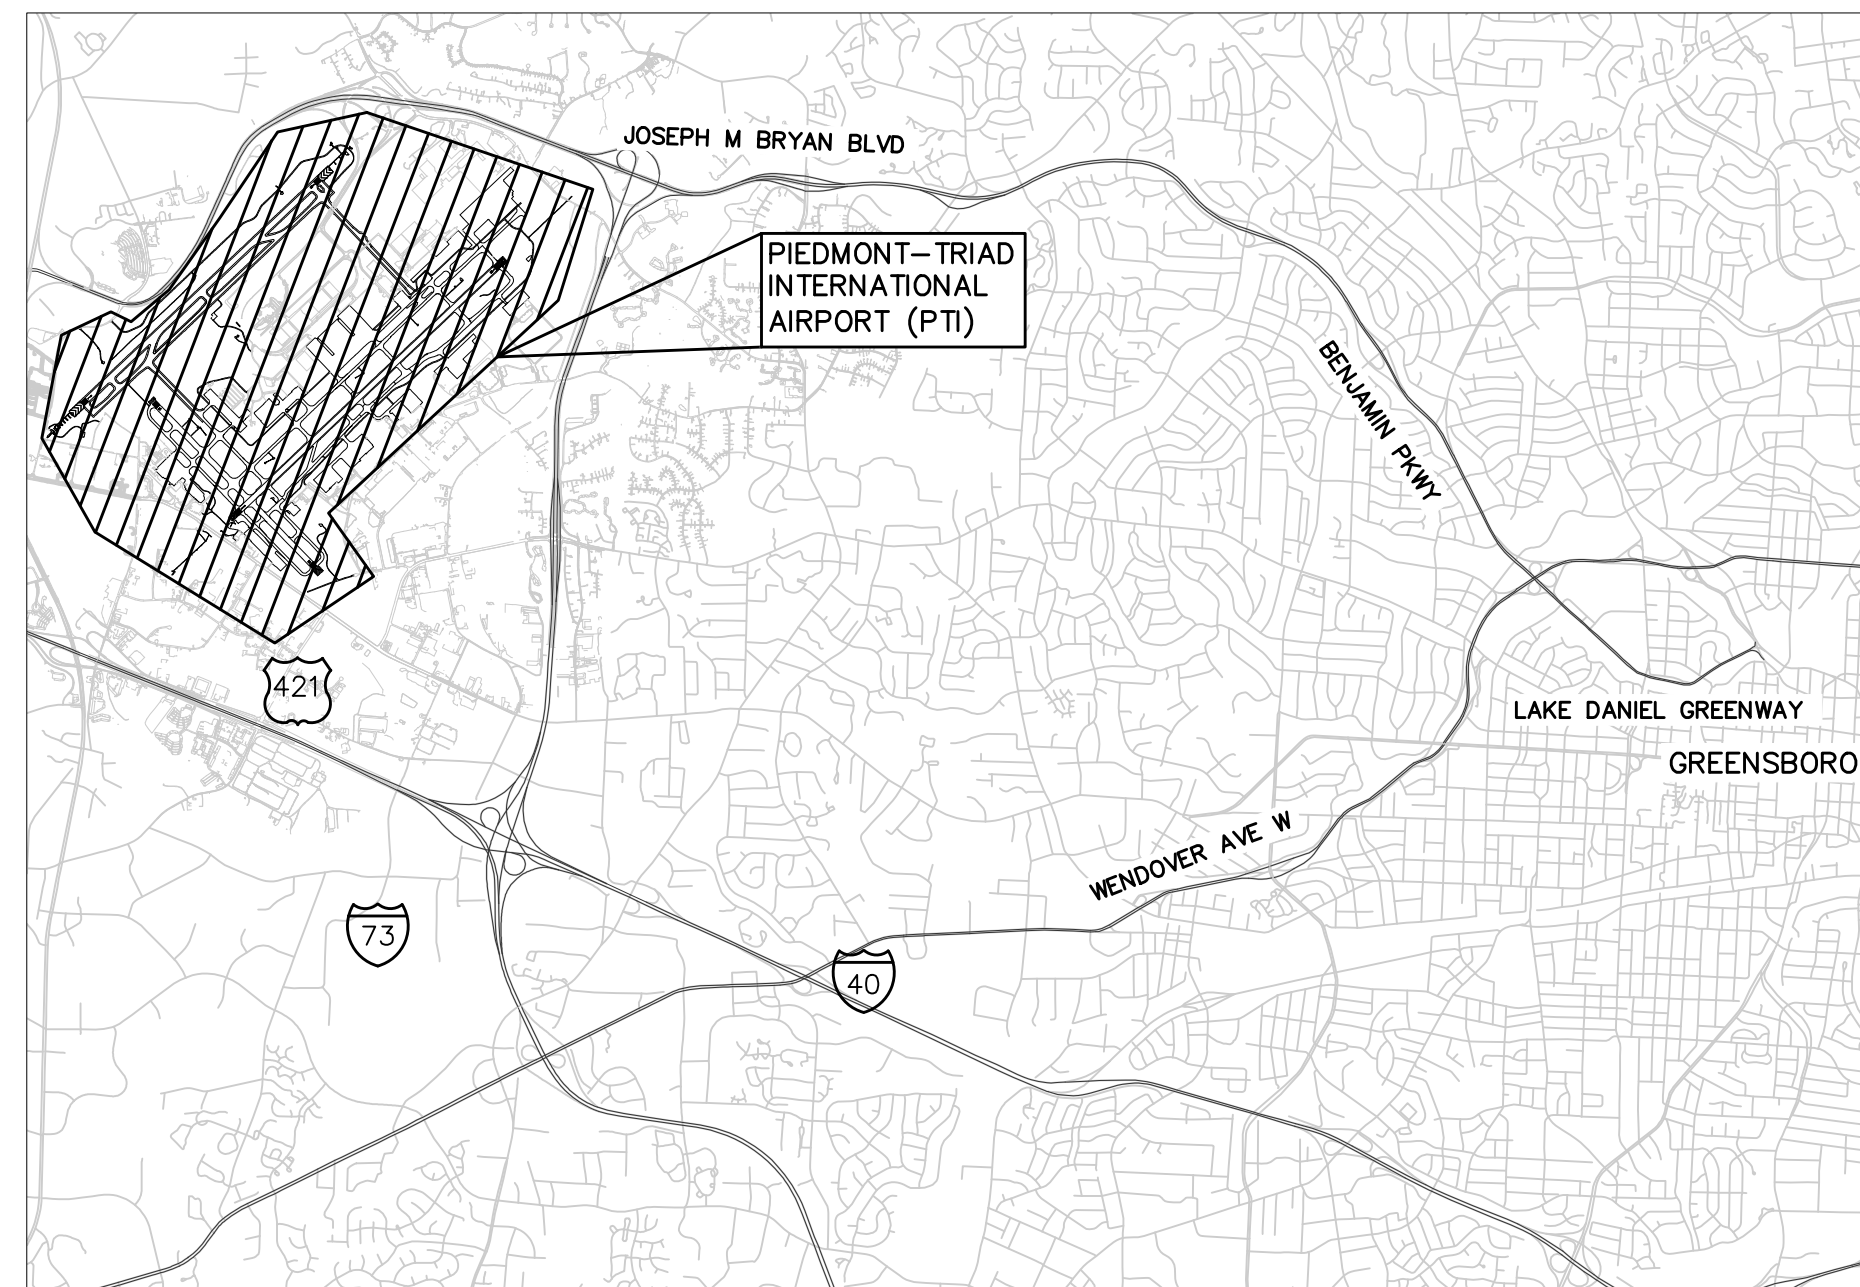 JOSEPH M BRYAN BLVD
PIEDMONT-TRIAD
INTERNATIONAL
AIRPORT (PTI)
BENJAMIN PKWY
421
LAKE DANIEL GREENWAY
GREENSBORO
WENDOVER AVE W
73
40